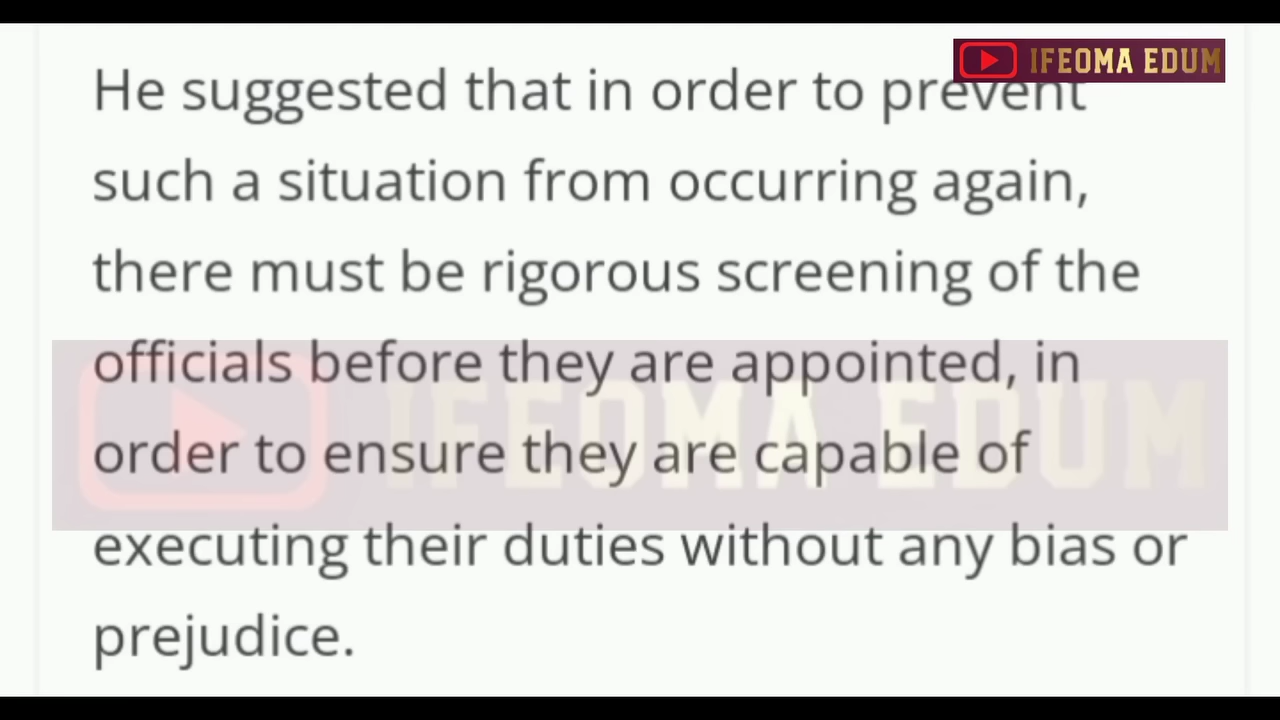 IFEOMA EDUM
He suggested that in order to prevent
such a situation from occurring again,
there must be rigorous screening of the
officials before they are appointed, in
order to ensure they are capable of
executing their duties without any bias or
prejudice.
IFEOMA EDUM